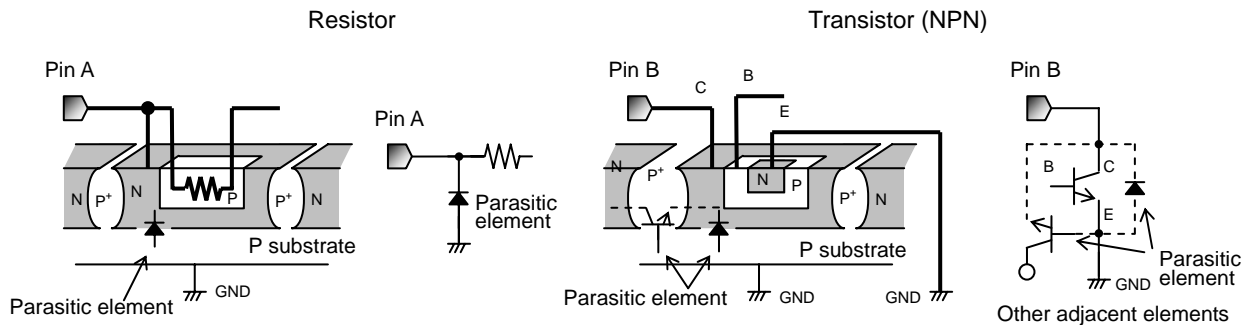 Resistor
Transistor (NPN)
Pin A
Pin A
Pin B
C
B
E
Pin B
N
P+
N
P
P+
N
Parasitic
element
P substrate
GND
Parasitic element
N
P+
N
P
P+
N
P substrate
Parasitic element
GND
GND
B
C
E
Parasitic
element
GND
Other adjacent elements